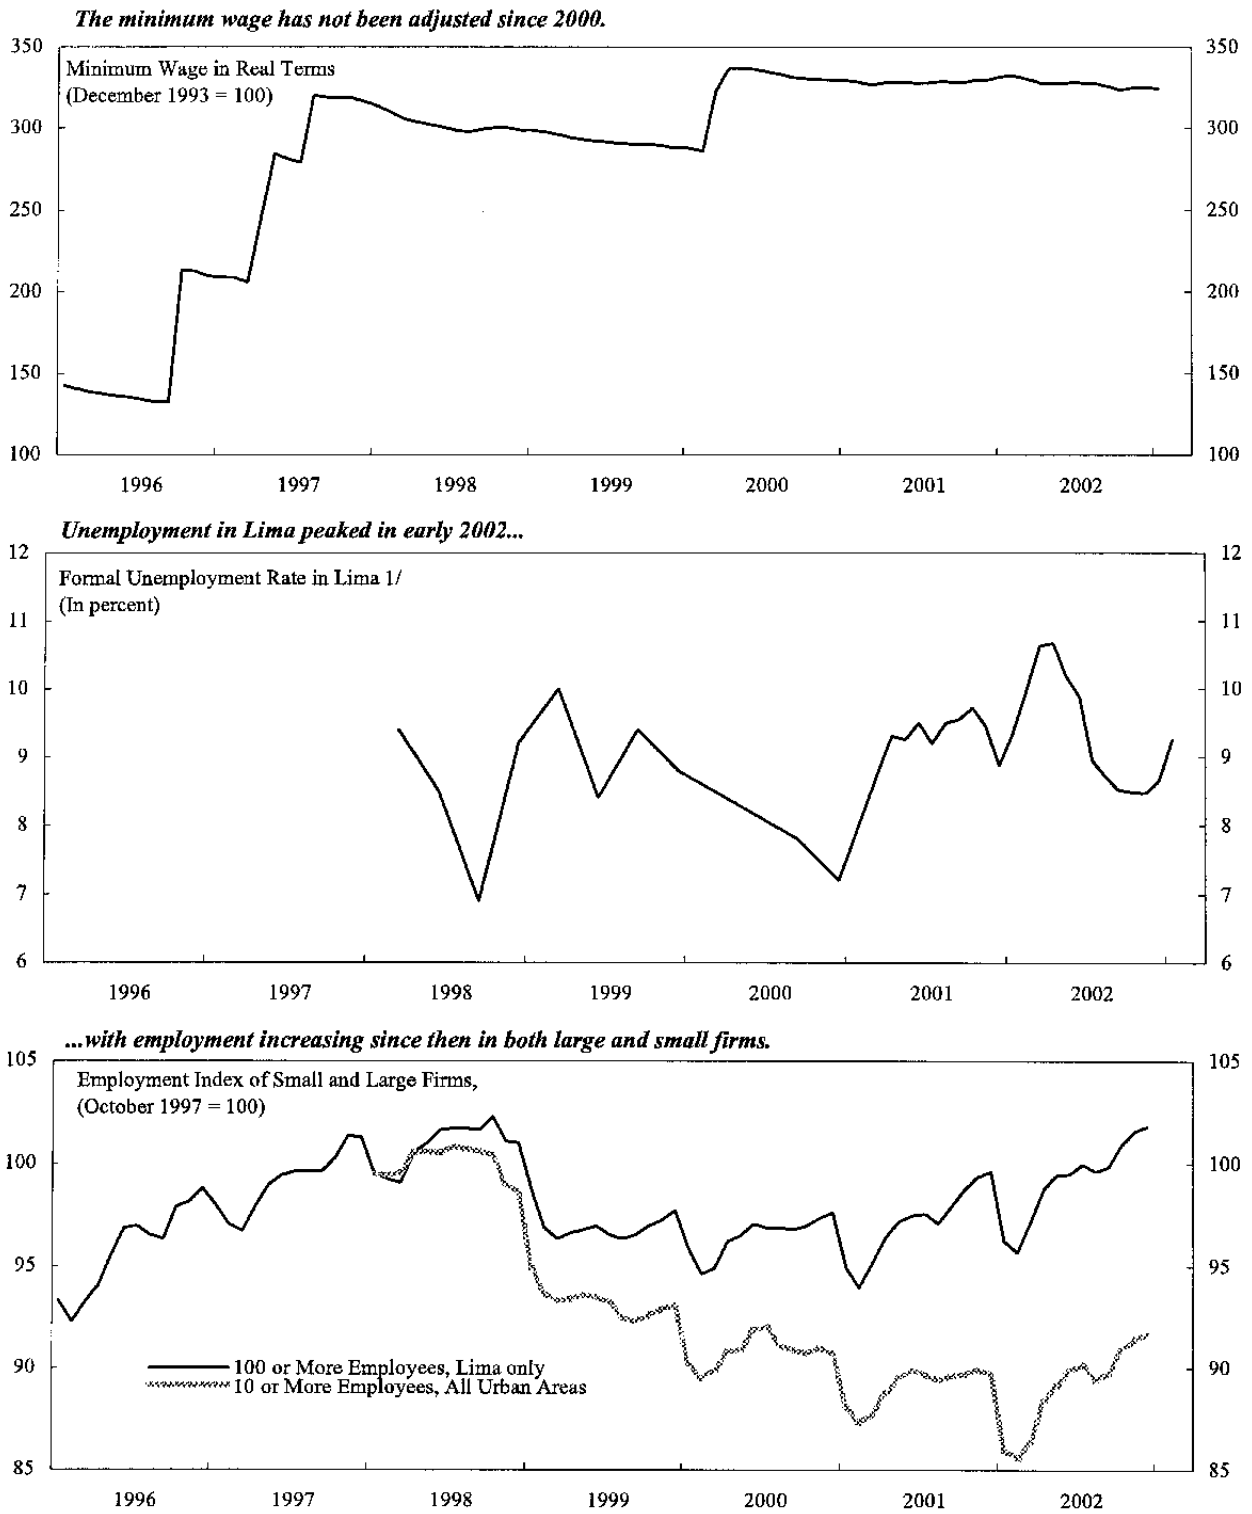 The minimum wage has not been adjusted since 2000.
350 350
Minimum Wage in Real Terms
(December 1993 = 100)
300 300
250 250
200 200
150 150
100 100
1996 1997 1998 1999 2000 2001 2002
Unemployment in Lima peaked in early 2002...
12 12
Formal Unemployment Rate in Lima 1/
(In percent)
11 11
10 10
9 9
8 8
7 7
6 6
1996 1997 1998 1999 2000 2001 2002
...with employment increasing since then in both large and small firms.
105 105
Employment Index of Small and Large Firms,
(October 1997 = 100)
100 100
95 95
90 90
100 or More Employees, Lima only
10 or More Employees, All Urban Areas
85 85
1996 1997 1998 1999 2000 2001 2002